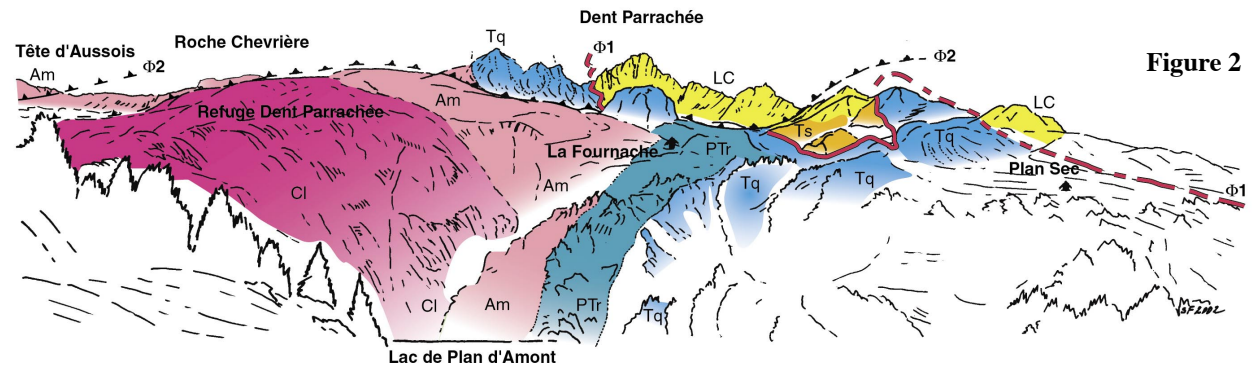 Dent Parrachée
Tête d'Aussois
Roche Chevrière
Tq
Φ1
Φ2
Figure 2
Am
Φ2
LC
Am
LC
Refuge Dent Parrachée
Ts
Tq
La Fournache
PTr
Plan Sec
Cl
Am
Tq
Tq
Φ1
Cl
Am
PTr
Tq
SF2002
Lac de Plan d'Amont